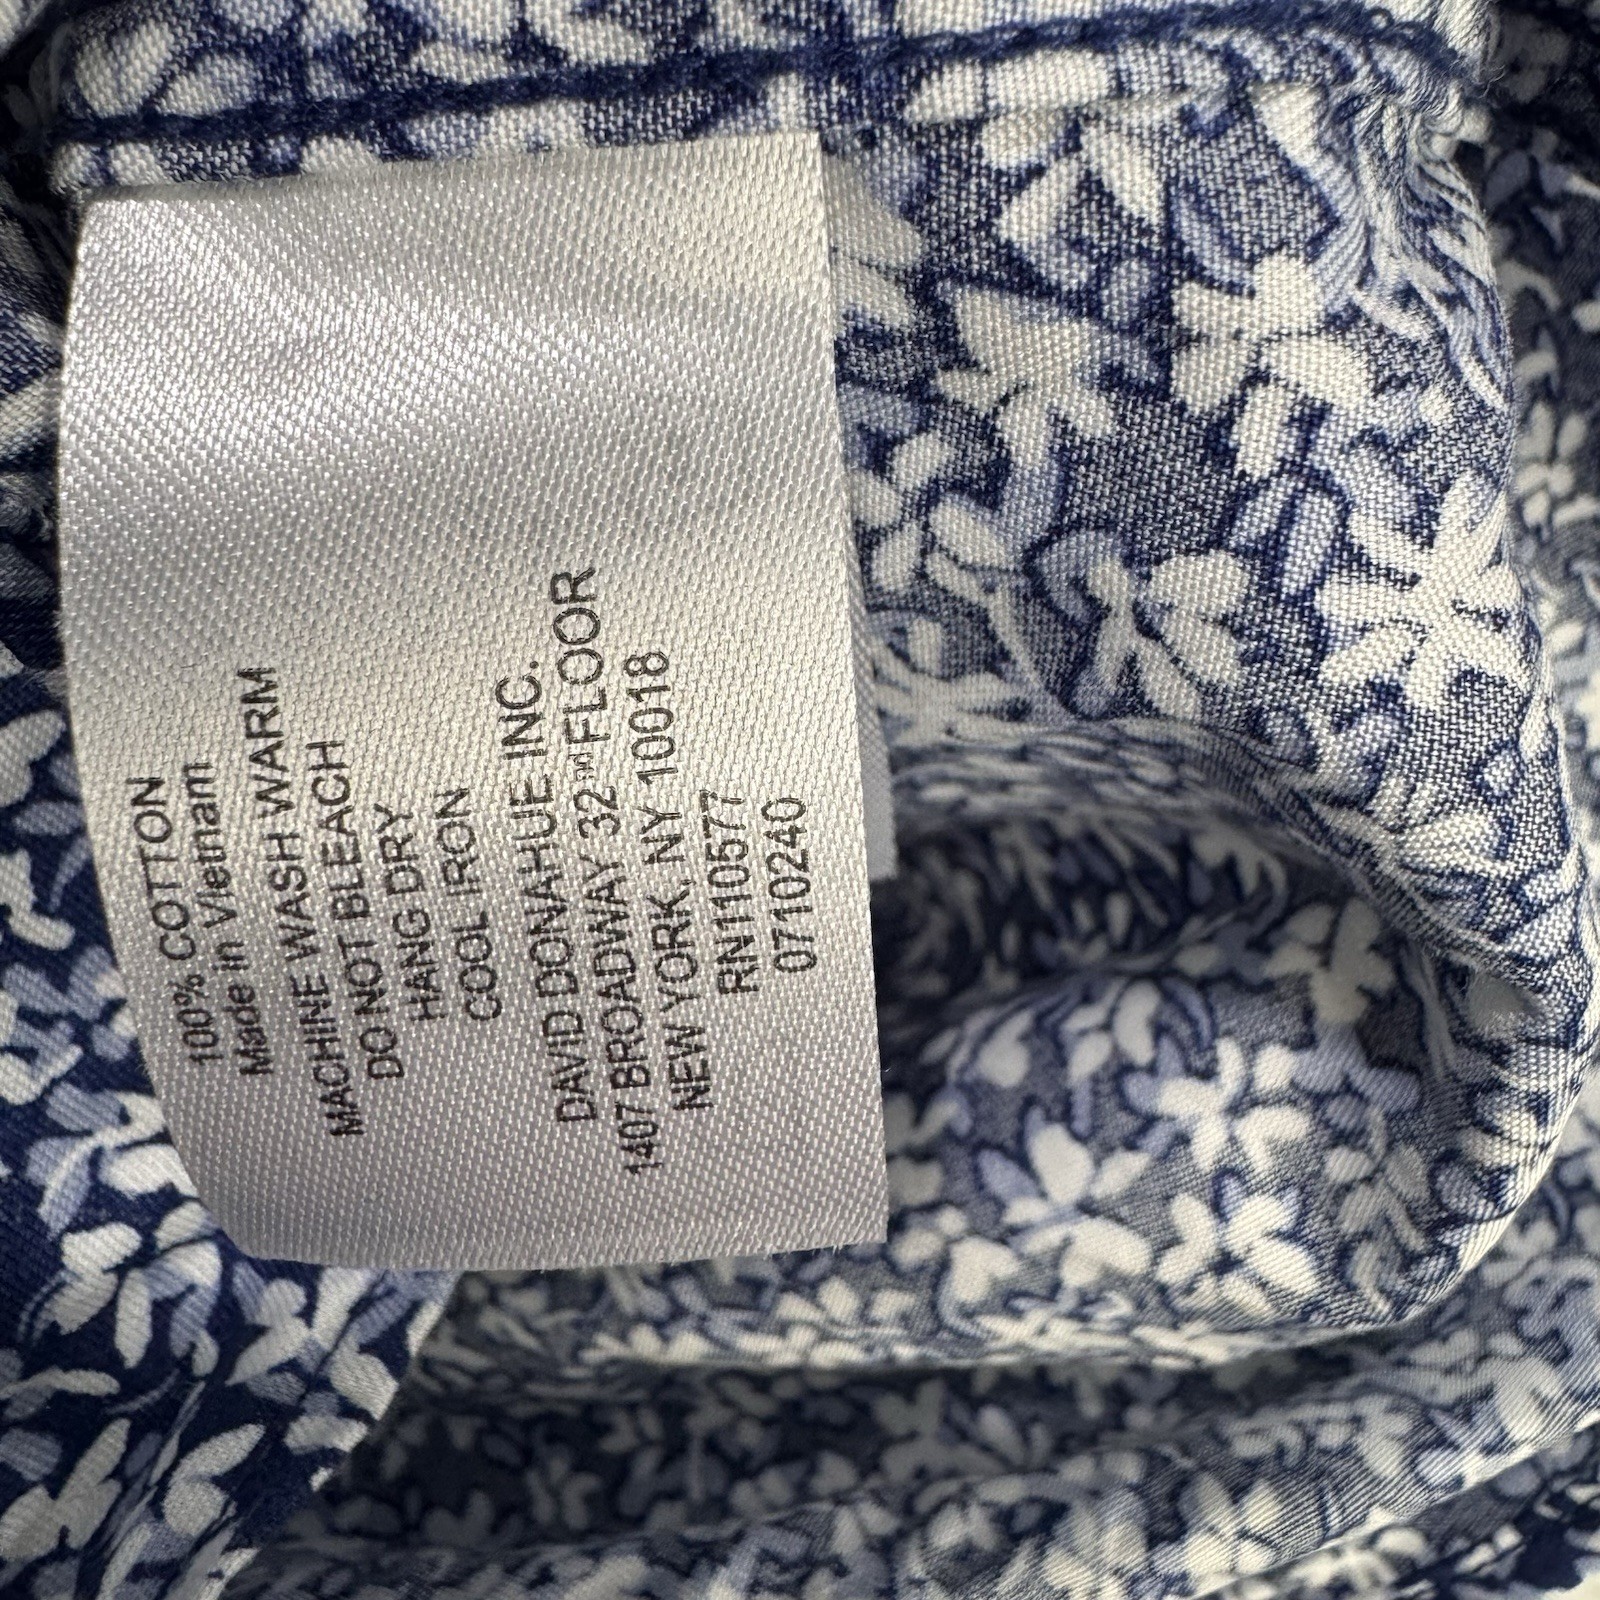 100% COTTON
Made in Vietnam
MACHINE WASH WARM
DO NOT BLEACH
HANG DRY
COOL IRON
DAVID DONAHUE INC.
1407 BROADWAY 32ND FLOOR
NEW YORK, NY 10018
RN110577
0710240